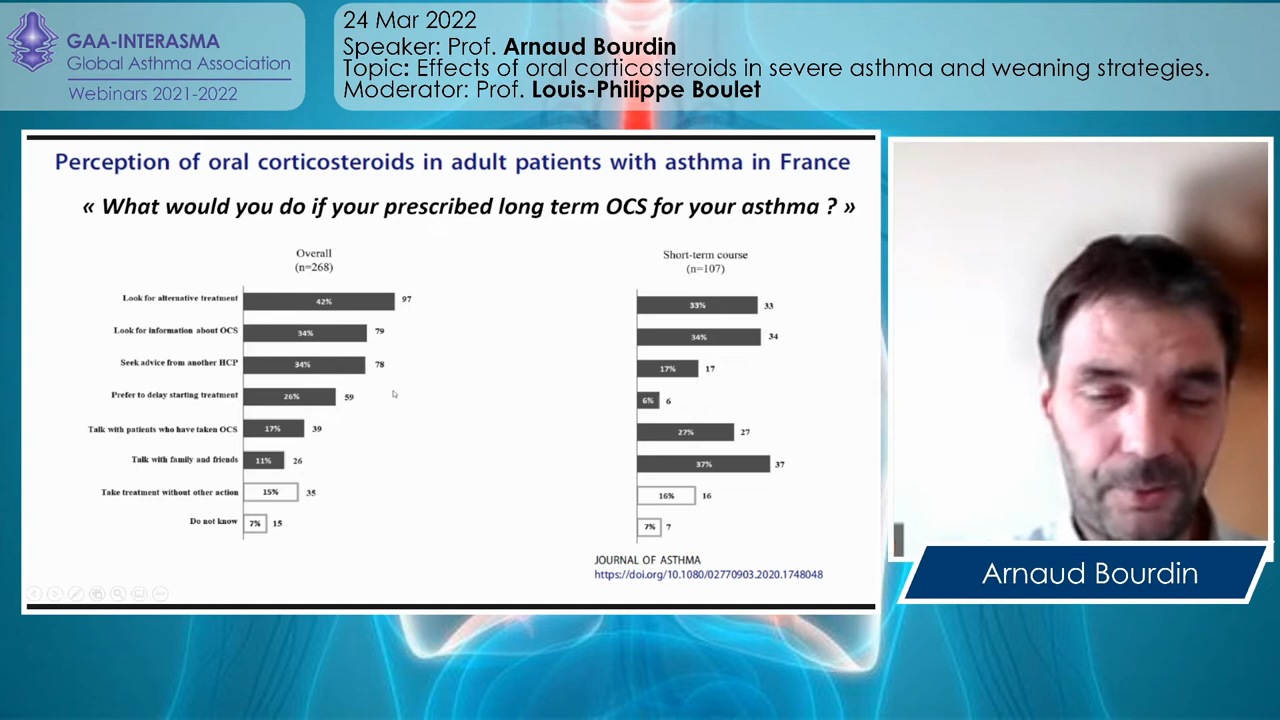 GAA-INTERASMA
Global Asthma Association
Webinars 2021-2022
24 Mar 2022
Speaker: Prof. Arnaud Bourdin
Topic: Effects of oral corticosteroids in severe asthma and weaning strategies.
Moderator: Prof. Louis-Philippe Boulet
Perception of oral corticosteroids in adult patients with asthma in France
« What would you do if your prescribed long term OCS for your asthma ? »
Overall
(n=268)
Look for alternative treatment 42% 97
Look for information about OCS 34% 79
Seek advice from another HCP 34% 78
Prefer to delay starting treatment 26% 59
Talk with patients who have taken OCS 17% 39
Talk with family and friends 11% 26
Take treatment without other action 15% 35
Do not know 7% 15
Short-term course
(n=107)
33% 33
34% 34
17% 17
6% 6
27% 27
37% 37
16% 16
7% 7
JOURNAL OF ASTHMA
https://doi.org/10.1080/02770903.2020.1748048
Arnaud Bourdin